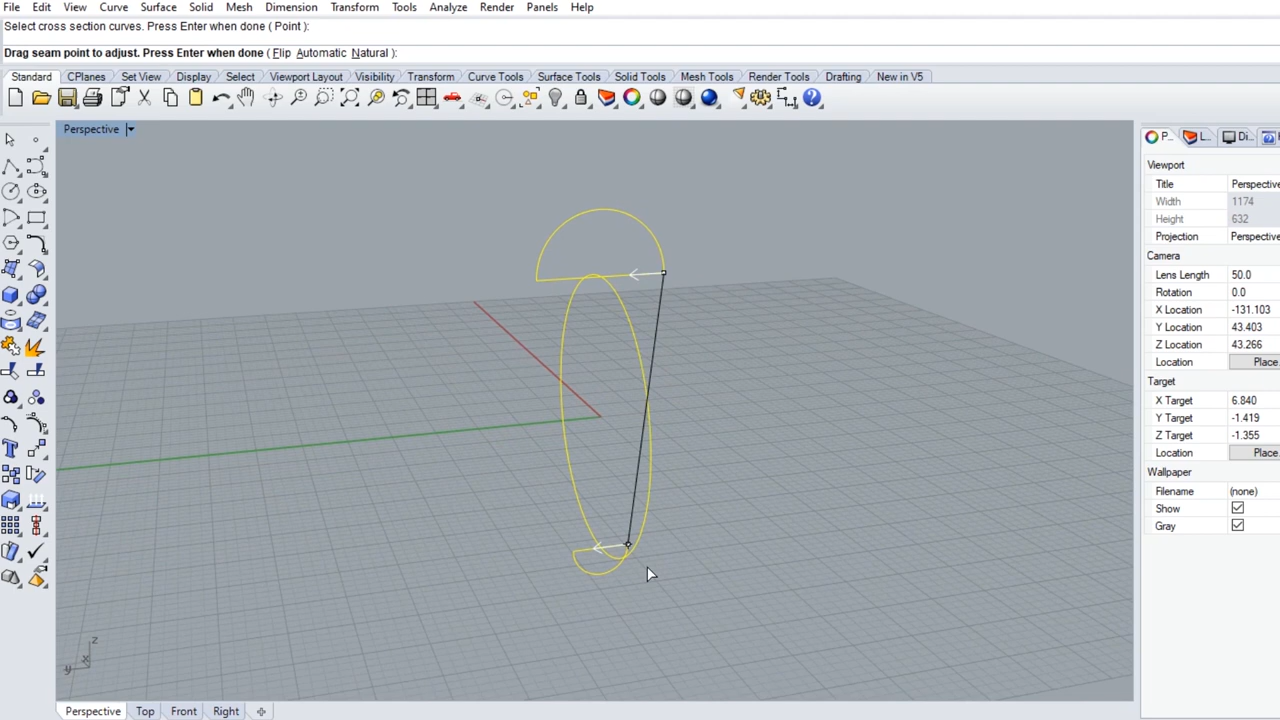 File Edit View Curve Surface Solid Mesh Dimension Transform Tools Analyze Render Panels Help
Select cross section curves. Press Enter when done ( Point ):
Drag seam point to adjust. Press Enter when done ( Flip Automatic Natural ):
Standard CPlanes Set View Display Select Viewport Layout Visibility Transform Curve Tools Surface Tools Solid Tools Mesh Tools Render Tools Drafting New in V5
Perspective
P... L... Di...
Viewport
Title Perspective
Width 1174
Height 632
Projection Perspective
Camera
Lens Length 50.0
Rotation 0.0
X Location -131.103
Y Location 43.403
Z Location 43.266
Location Place.
Target
X Target 6.840
Y Target -1.419
Z Target -1.355
Location Place.
Wallpaper
Filename (none)
Show
Gray
z
y x
Perspective Top Front Right